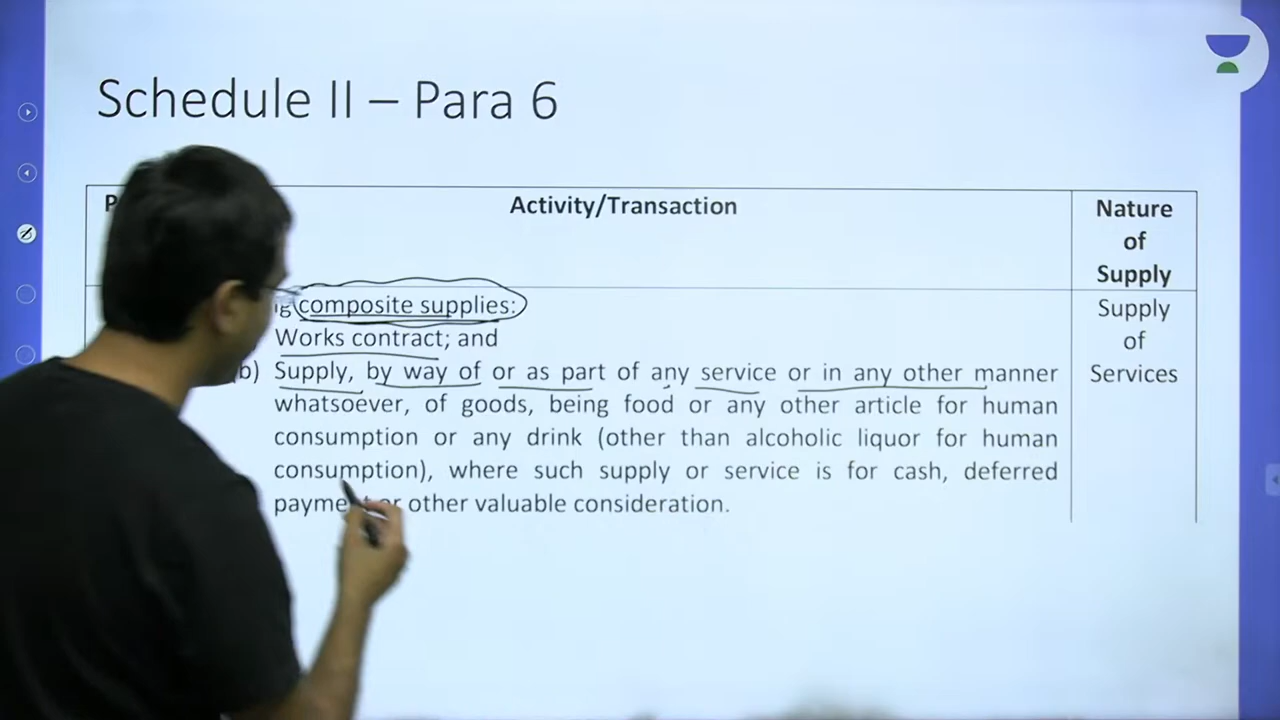 Schedule II – Para 6
Activity/Transaction
Nature
of
Supply
composite supplies:
Works contract; and
b) Supply, by way of or as part of any service or in any other manner
whatsoever, of goods, being food or any other article for human
consumption or any drink (other than alcoholic liquor for human
consumption), where such supply or service is for cash, deferred
payment or other valuable consideration.
Supply
of
Services